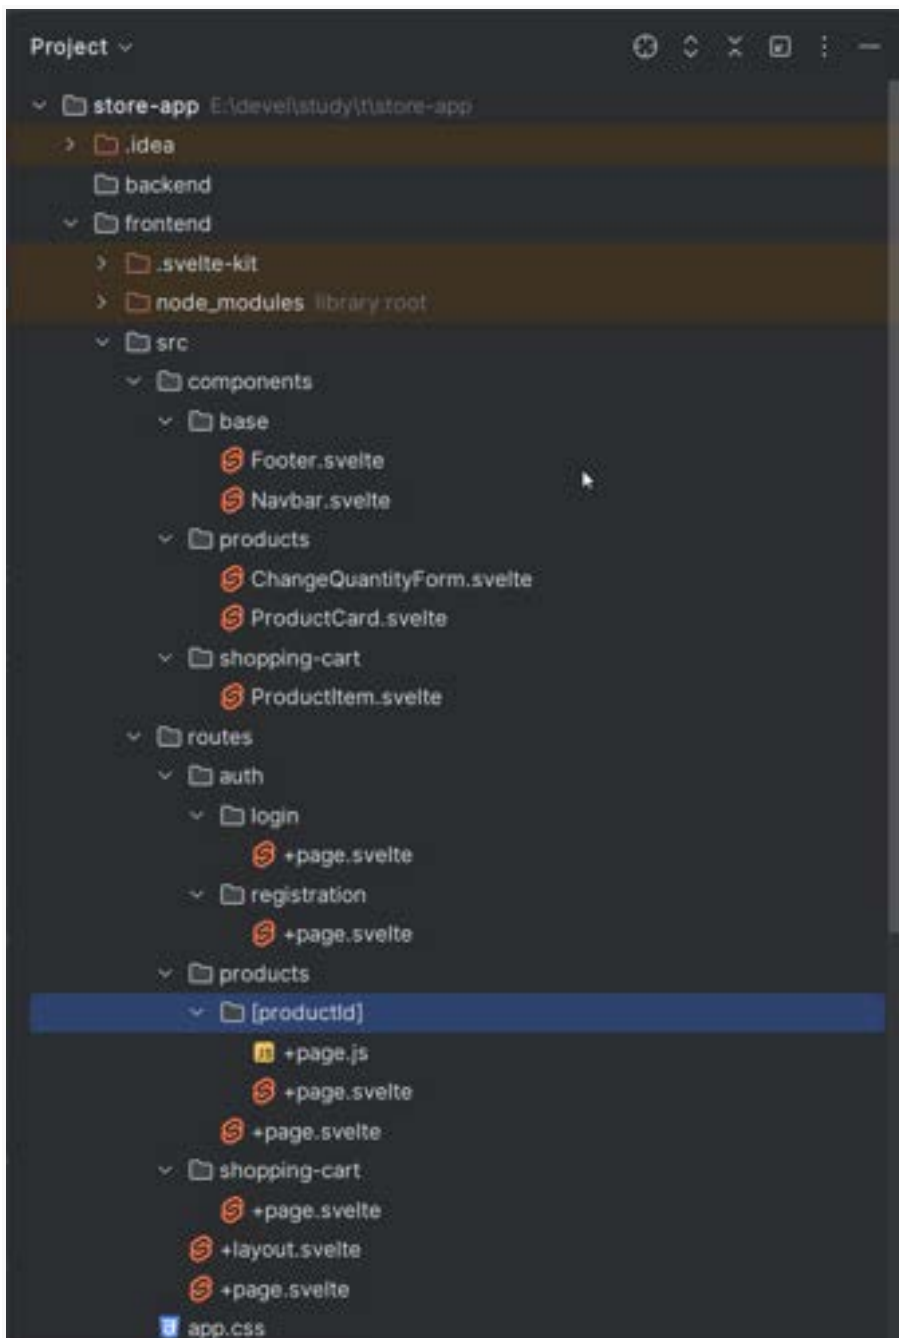 Project
store-app E:\devel\study\t\store-app
.idea
backend
frontend
.svelte-kit
node_modules library root
src
components
base
Footer.svelte
Navbar.svelte
products
ChangeQuantityForm.svelte
ProductCard.svelte
shopping-cart
ProductItem.svelte
routes
auth
login
+page.svelte
registration
+page.svelte
products
[productId]
JS +page.js
+page.svelte
+page.svelte
shopping-cart
+page.svelte
+layout.svelte
+page.svelte
app.css